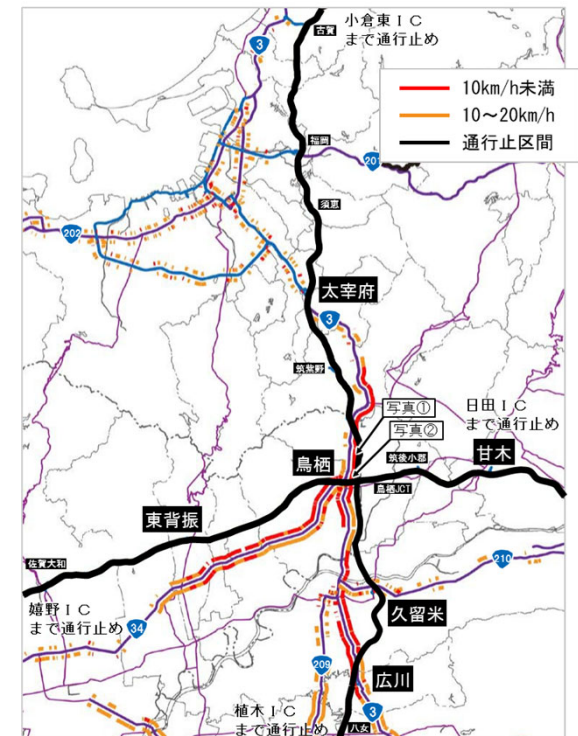 小倉東ＩＣ
まで通行止め
古賀
3
10km/h未満
10～20km/h
通行止区間
福岡
201
須恵
202
太宰府
3
筑紫野
写真①
写真②
日田ＩＣ
まで通行止め
筑後小郡
甘木
鳥栖
鳥栖JCT
東背振
佐賀大和
210
嬉野ＩＣ
まで通行止め
34
久留米
209
広川
植木ＩＣ
まで通行止め
3
八女